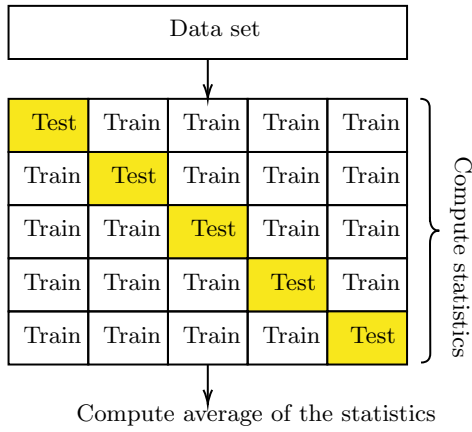 Data set
Test Train Train Train Train
Train Test Train Train Train
Train Train Test Train Train
Train Train Train Test Train
Train Train Train Train Test
Compute statistics
Compute average of the statistics